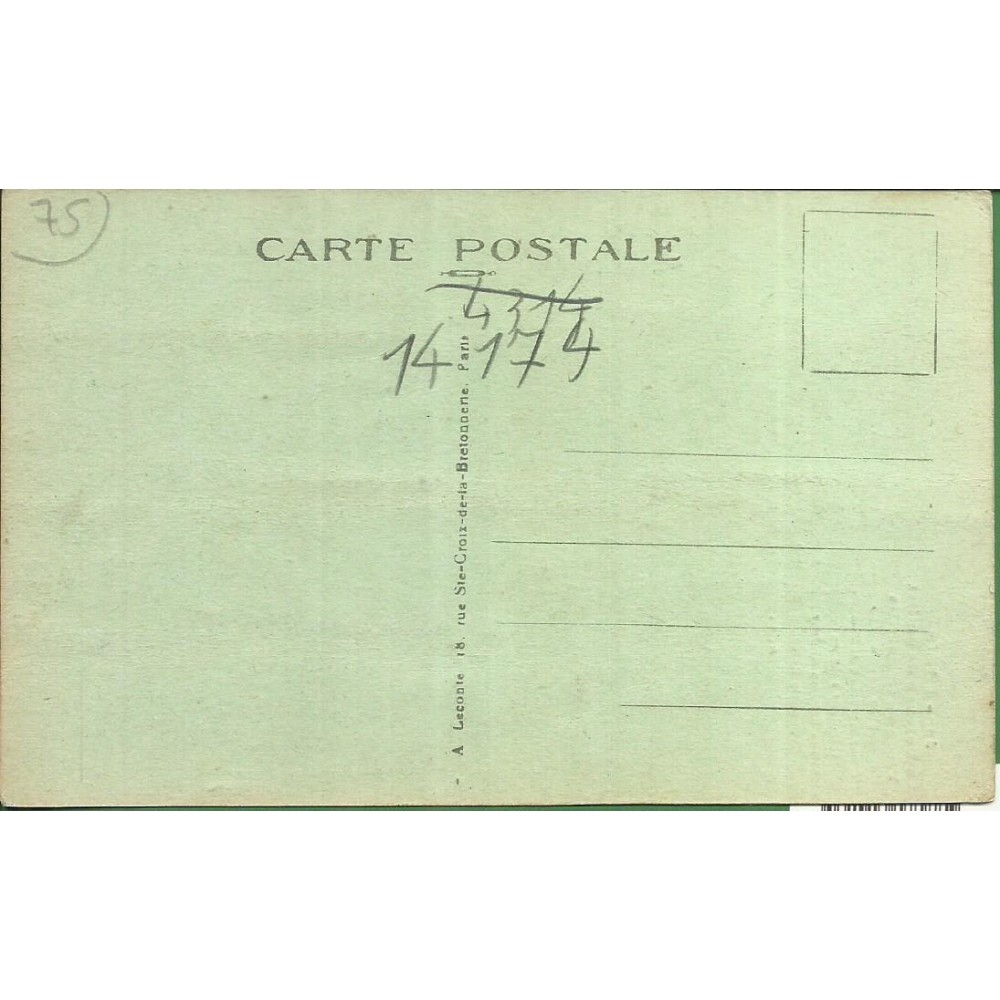 75
CARTE POSTALE
4314
14174
- A Leconte 18, rue Ste-Croix-de-la-Bretonnerie, Paris